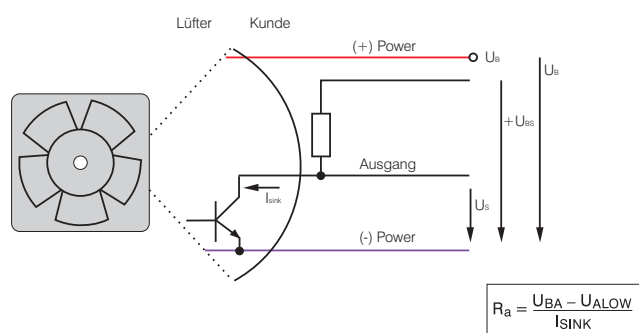 Lüfter Kunde
(+) Power
UB
UB
+UBS
Ausgang
Isink
US
(-) Power
Ra = UBA – UALOW
ISINK